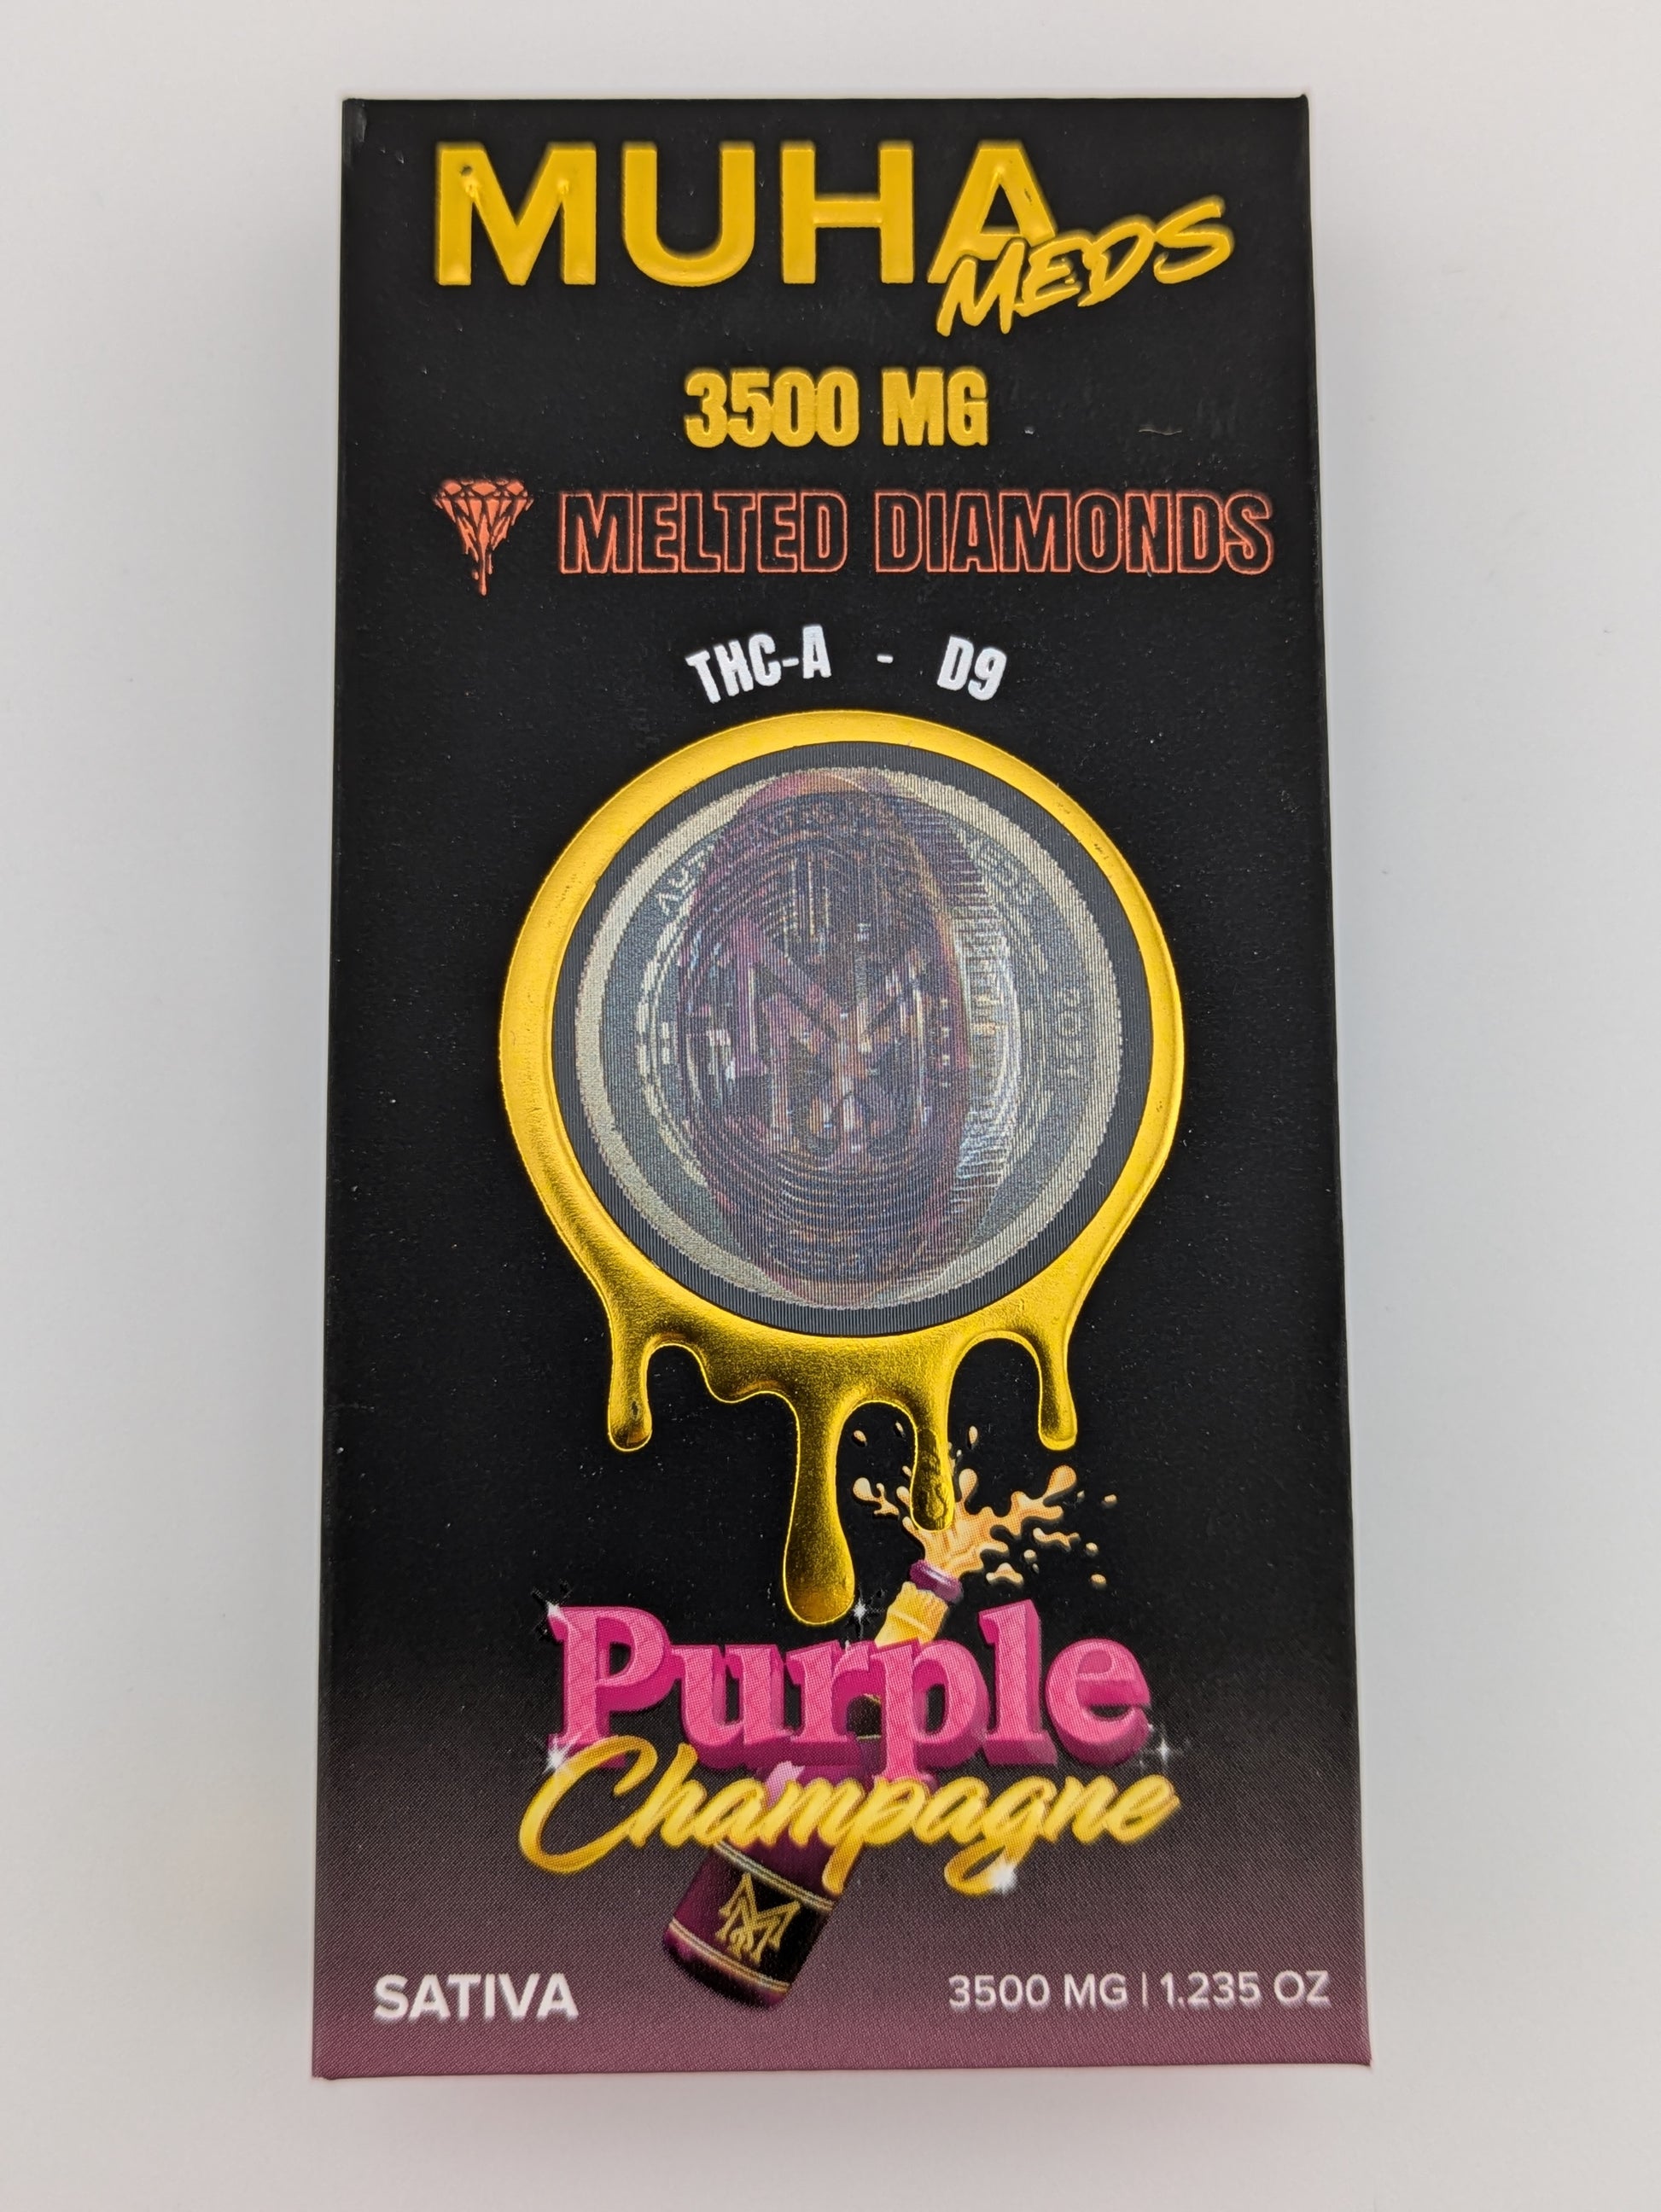 MUHA
MEDS
3500 MG
MELTED DIAMONDS
THC-A - D9
Purple
Champagne
SATIVA
3500 MG | 1.235 OZ